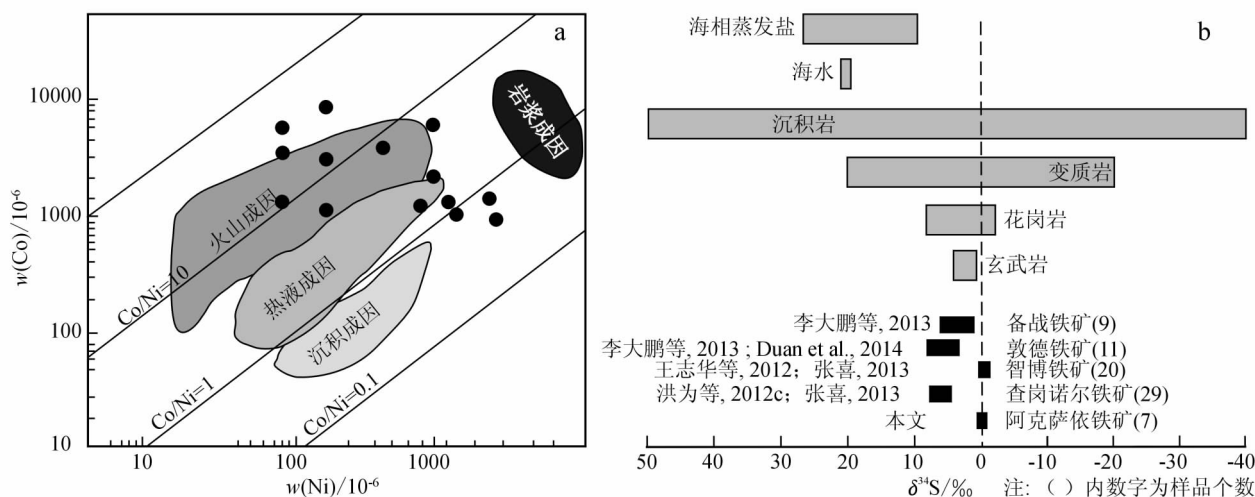 a
10000
1000
100
10
w(Co)/10⁻⁶
岩浆成因
火山成因
热液成因
沉积成因
Co/Ni=10
Co/Ni=1
Co/Ni=0.1
10
100
1000
w(Ni)/10⁻⁶
b
海相蒸发盐
海水
沉积岩
变质岩
花岗岩
玄武岩
李大鹏等, 2013 备战铁矿(9)
李大鹏等, 2013 ; Duan et al., 2014 敦德铁矿(11)
王志华等, 2012；张喜, 2013 智博铁矿(20)
洪为等, 2012c；张喜, 2013 查岗诺尔铁矿(29)
本文 阿克萨依铁矿(7)
50 40 30 20 10 0 -10 -20 -30 -40
δ³⁴S/‰ 注: （ ）内数字为样品个数